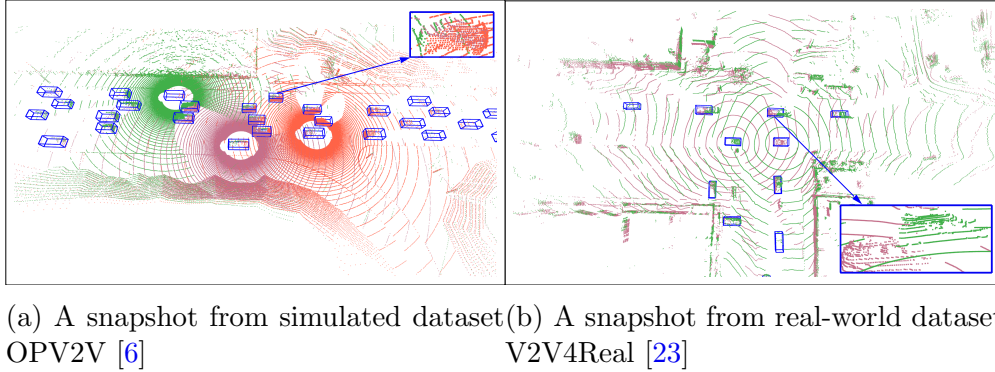 (a) A snapshot from simulated dataset
OPV2V [6]
(b) A snapshot from real-world dataset
V2V4Real [23]